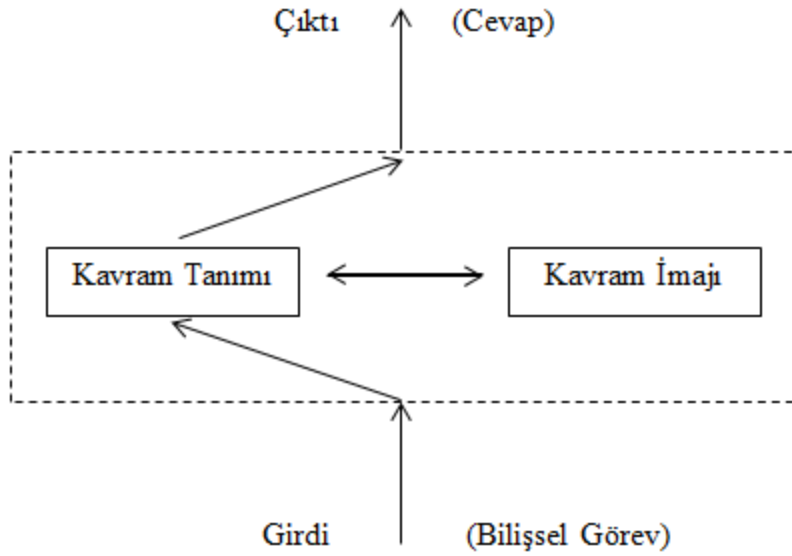 Çıktı (Cevap)
Kavram Tanımı Kavram İmajı
Girdi (Bilişsel Görev)